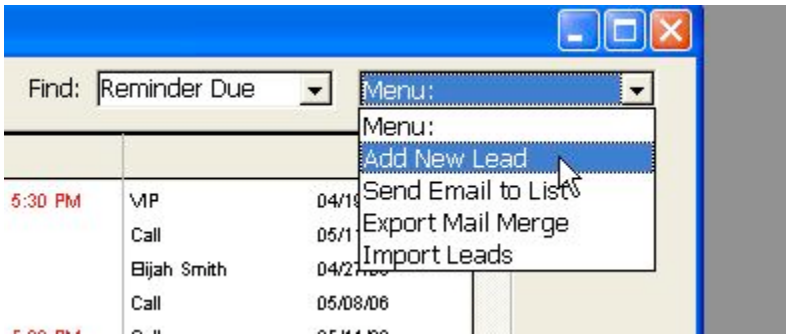 Find: Reminder Due Menu:
Menu:
Add New Lead
Send Email to List
Export Mail Merge
Import Leads
5:30 PM VIP
Call
Elijah Smith
Call 05/08/06